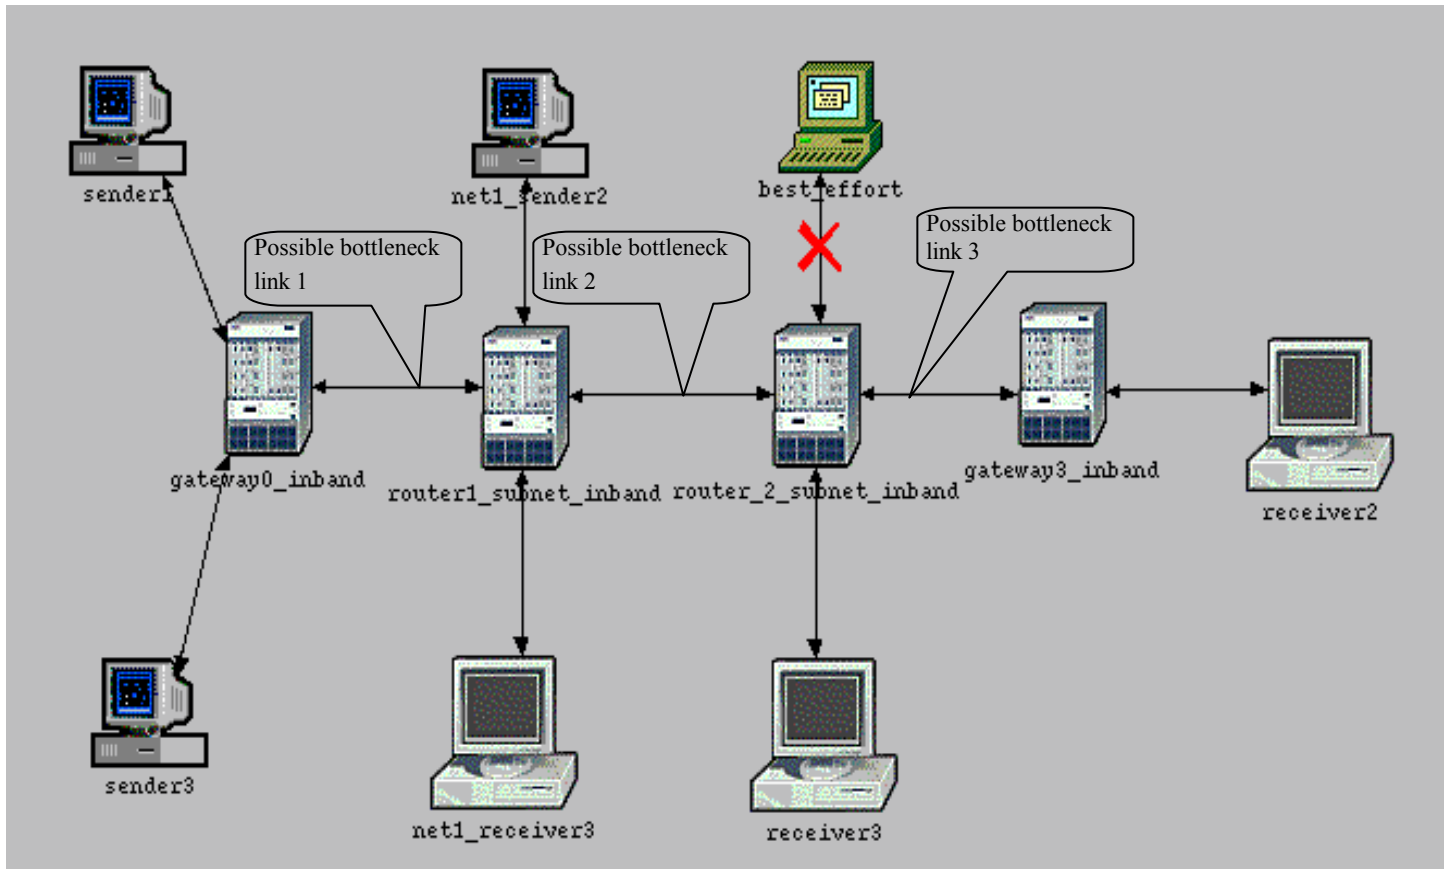 sender1
net1_sender2
best_effort
Possible bottleneck
link 1
Possible bottleneck
link 2
Possible bottleneck
link 3
gateway0_inband
router1_subnet_inband
router_2_subnet_inband
gateway3_inband
receiver2
sender3
net1_receiver3
receiver3